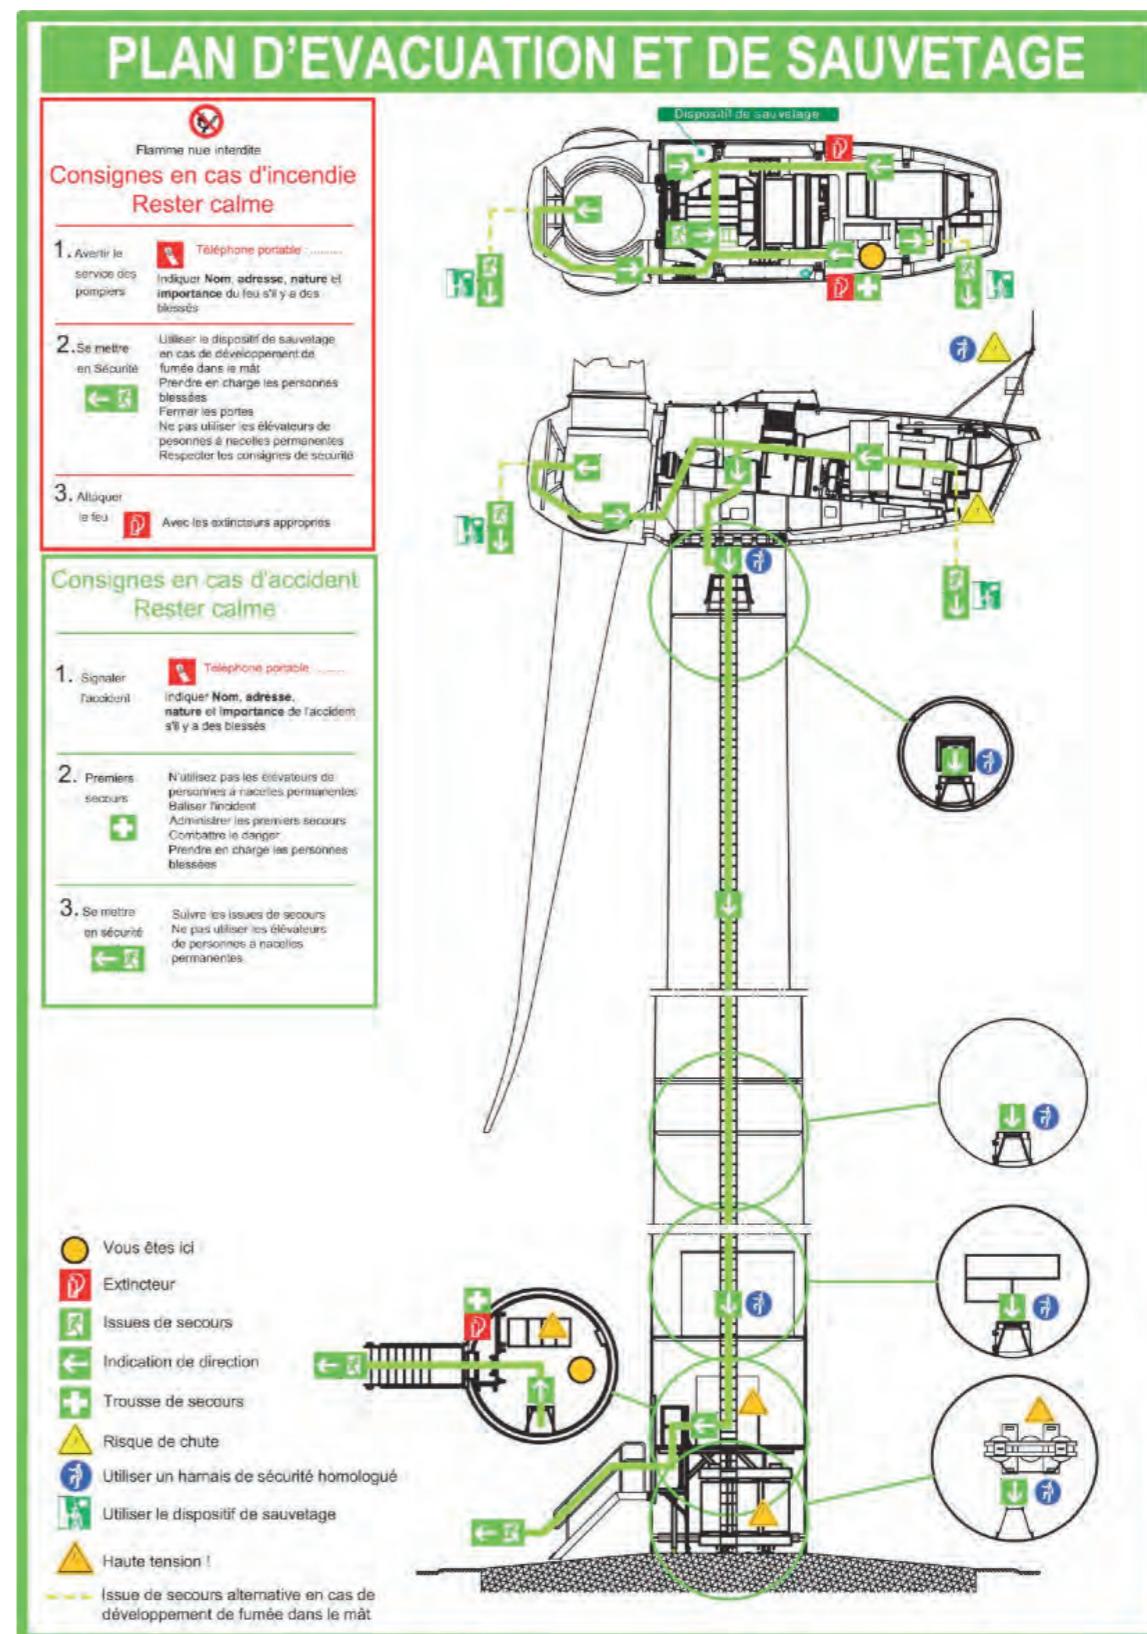 PLAN D'EVACUATION ET DE SAUVETAGE
Flamme nue interdite
Consignes en cas d'incendie
Rester calme
1. Avertir le
service des
pompiers
Téléphone portable : .........
Indiquer Nom, adresse, nature et
importance du feu s'il y a des
blessés
2. Se mettre
en Sécurité
Utiliser le dispositif de sauvetage
en cas de développement de
fumée dans le mât
Prendre en charge les personnes
blessées
Fermer les portes
Ne pas utiliser les élévateurs de
pesonnes à nacelles permanentes
Respecter les consignes de sécurité
3. Attaquer
le feu
Avec les extincteurs appropriés
Consignes en cas d'accident
Rester calme
1. Signaler
l'accident
Téléphone portable .........
Indiquer Nom, adresse,
nature et importance de l'accident
s'il y a des blessés
2. Premiers
secours
N'utilisez pas les élévateurs de
personnes à nacelles permanentes
Baliser l'incident
Administrer les premiers secours
Combattre le danger
Prendre en charge les personnes
blessées
3. Se mettre
en sécurité
Suivre les issues de secours
Ne pas utiliser les élévateurs
de personnes à nacelles
permanentes
Dispositif de sauvetage
Vous êtes ici
Extincteur
Issues de secours
Indication de direction
Trousse de secours
Risque de chute
Utiliser un harnais de sécurité homologué
Utiliser le dispositif de sauvetage
Haute tension !
Issue de secours alternative en cas de
développement de fumée dans le mât